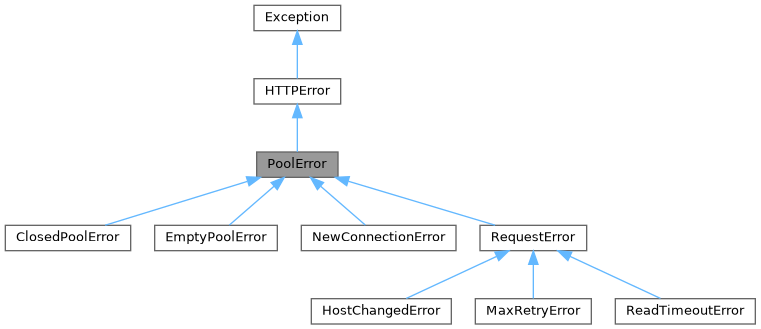 Exception
HTTPError
PoolError
ClosedPoolError
EmptyPoolError
NewConnectionError
RequestError
HostChangedError
MaxRetryError
ReadTimeoutError